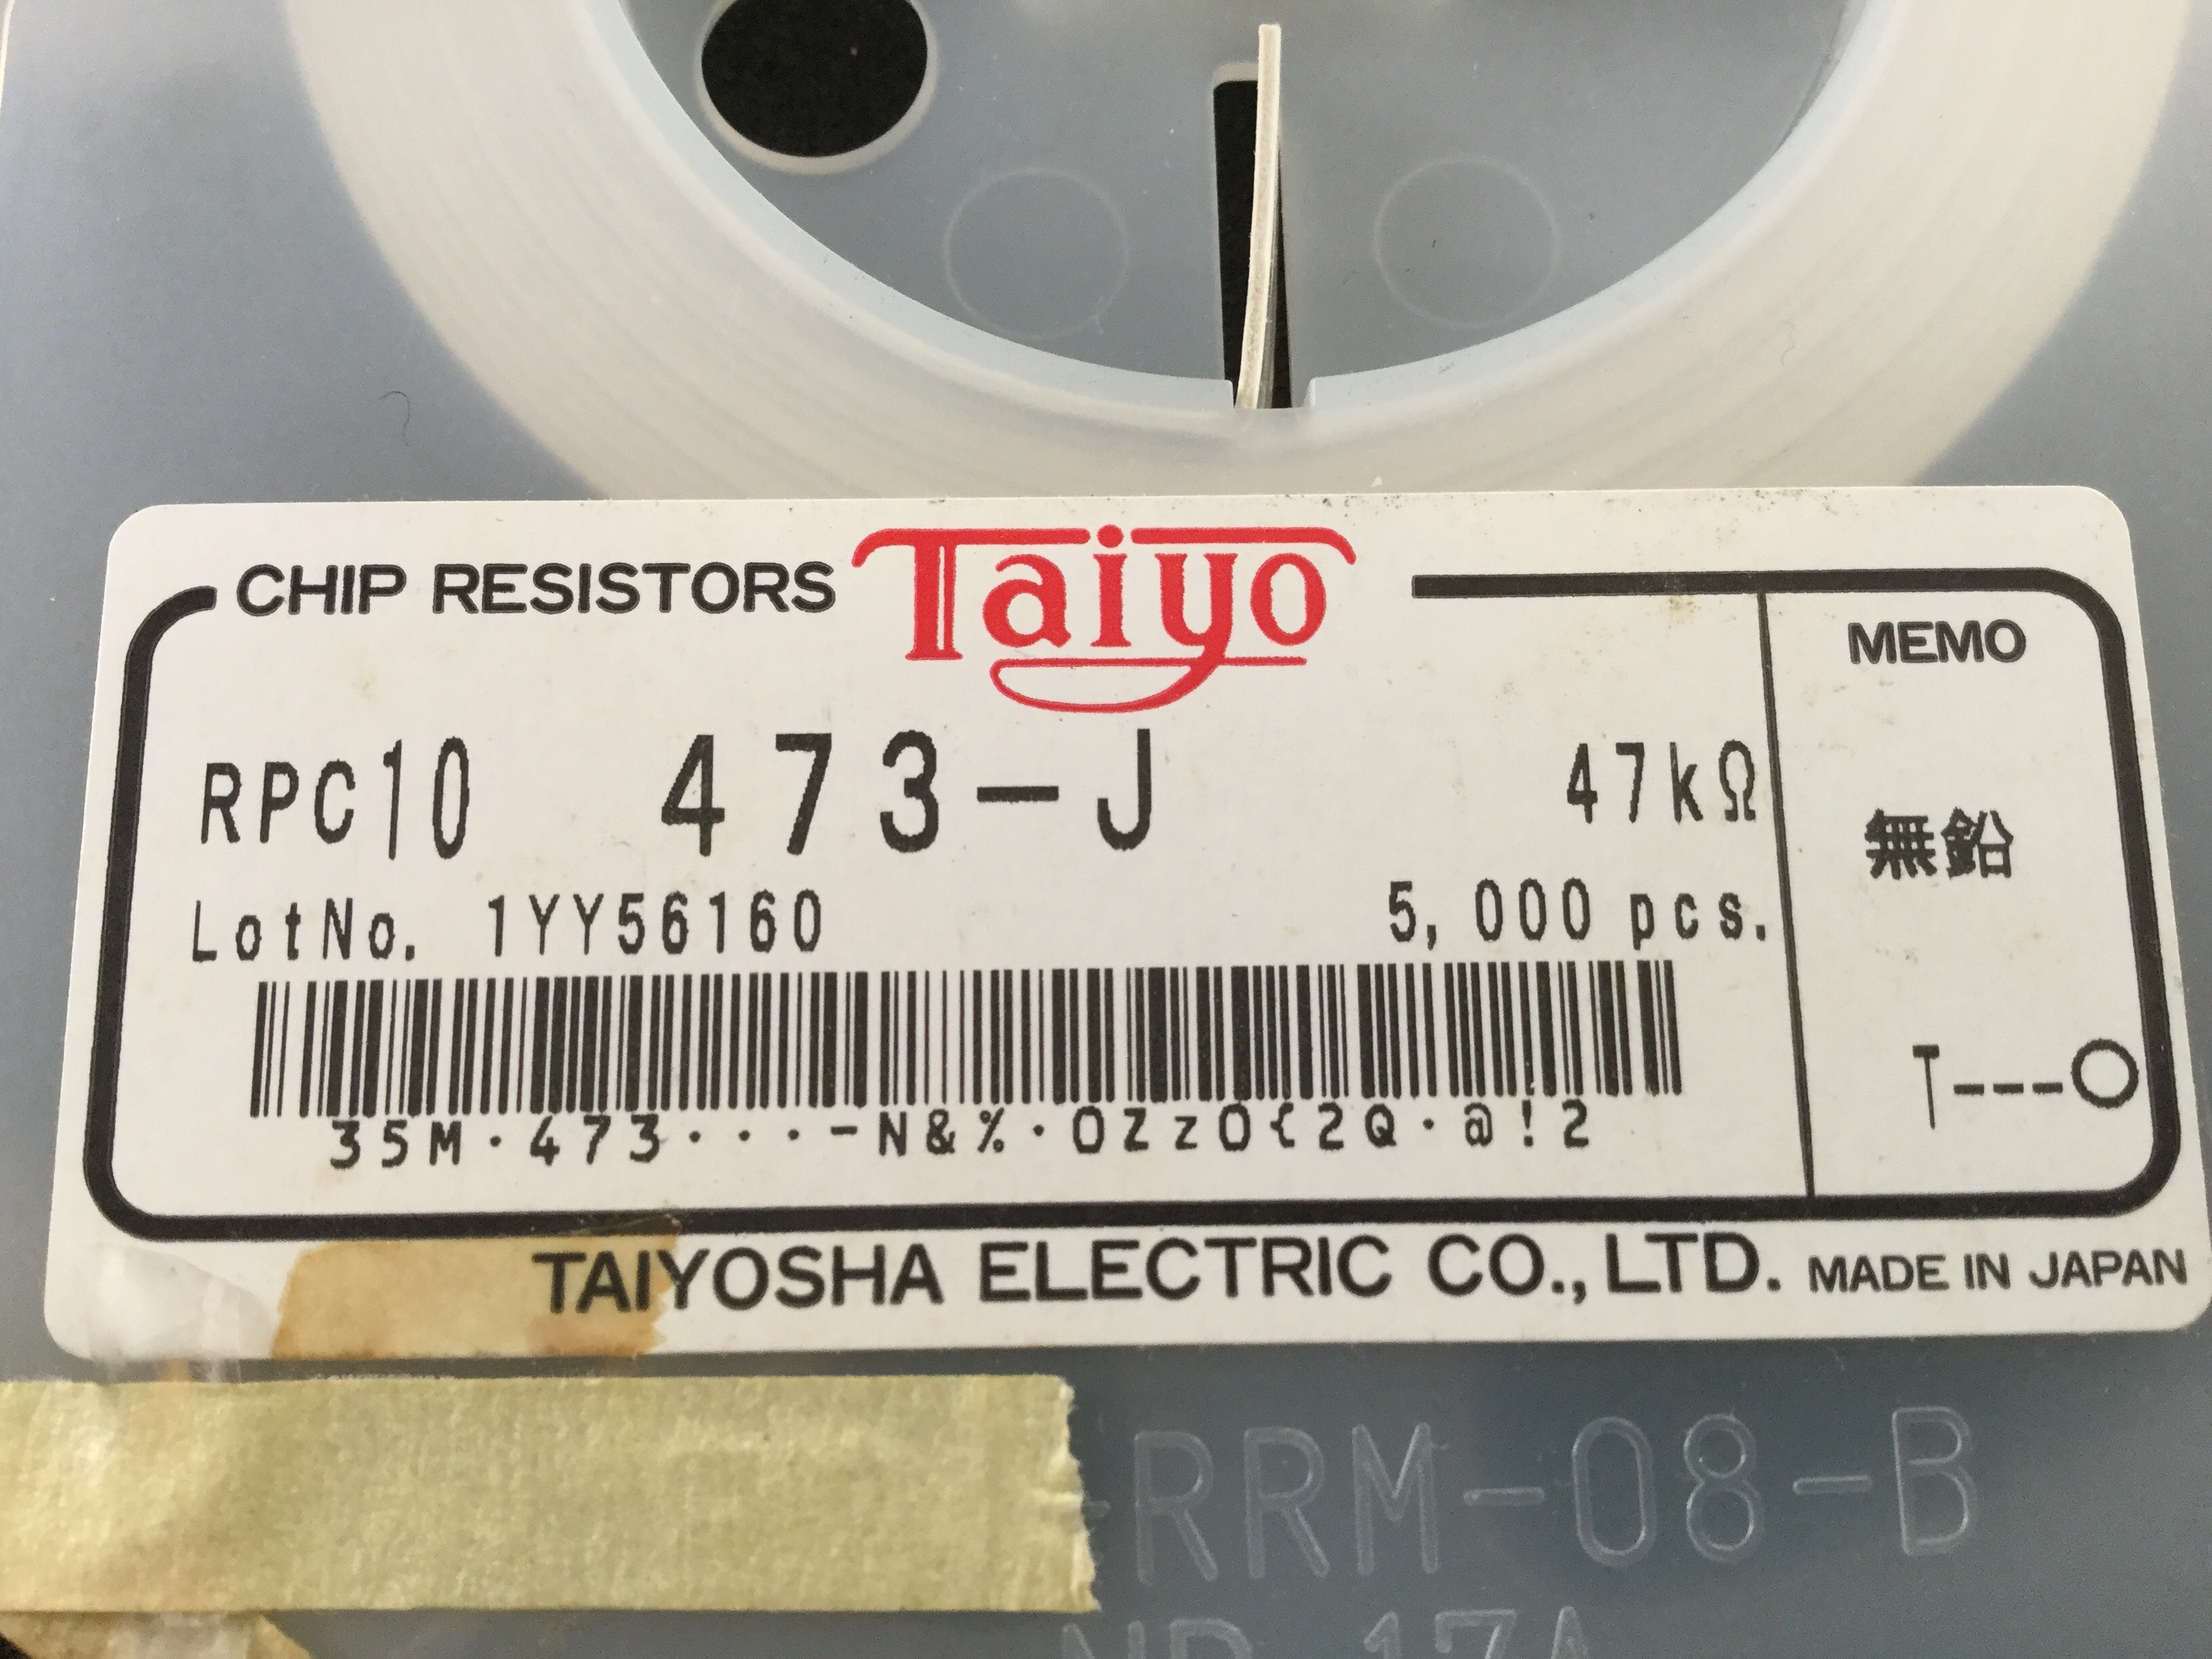 CHIP RESISTORS Taiyo
MEMO
RPC10 473-J 47kΩ
無鉛
LotNo. 1YY56160 5,000 pcs.
T---○
35M·473···-N&%·OZzO{2Q·@!2
TAIYOSHA ELECTRIC CO., LTD. MADE IN JAPAN
-RRM-08-B